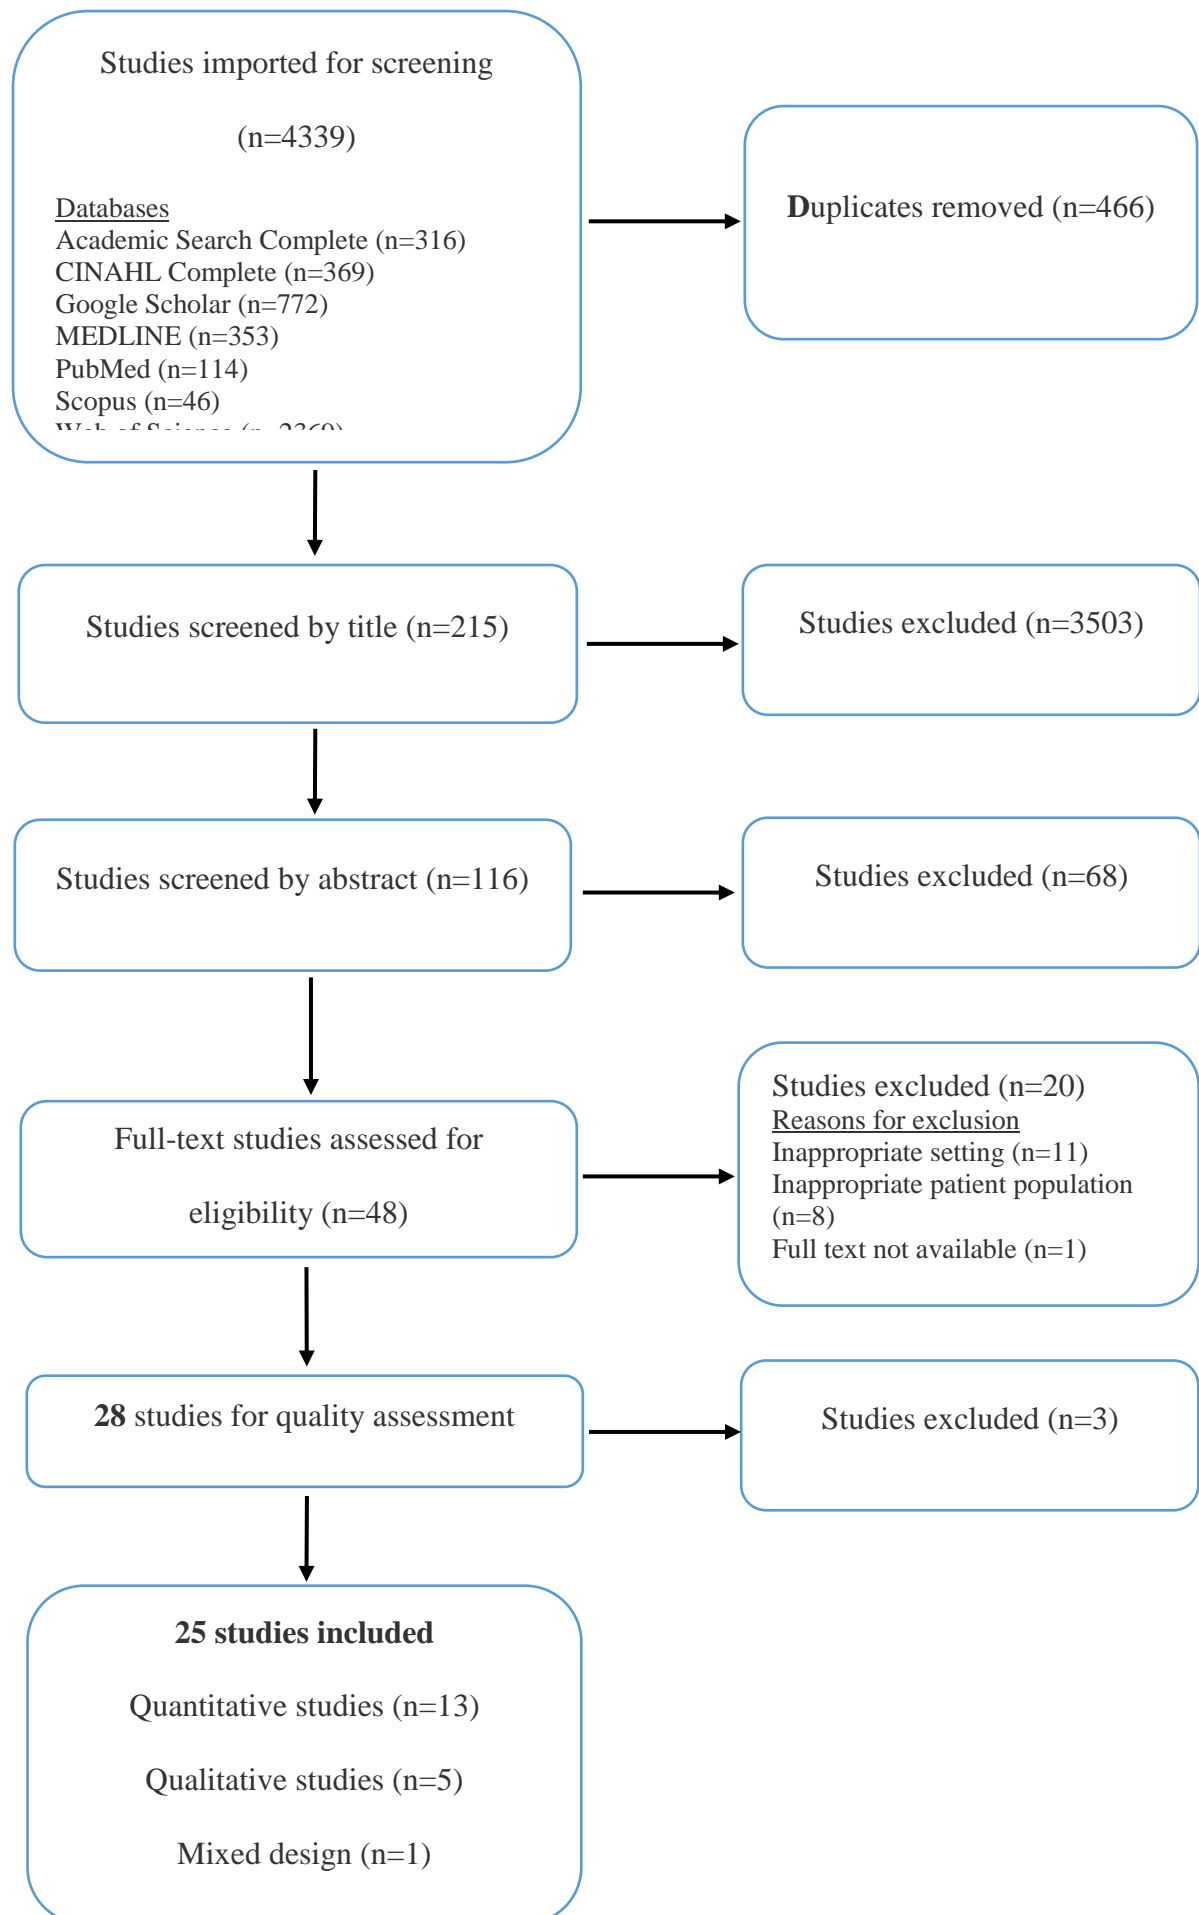 Studies imported for screening
(n=4339)
Databases
Academic Search Complete (n=316)
CINAHL Complete (n=369)
Google Scholar (n=772)
MEDLINE (n=353)
PubMed (n=114)
Scopus (n=46)
Web of Science (n=2369)
Duplicates removed (n=466)
Studies screened by title (n=215)
Studies excluded (n=3503)
Studies screened by abstract (n=116)
Studies excluded (n=68)
Full-text studies assessed for
eligibility (n=48)
Studies excluded (n=20)
Reasons for exclusion
Inappropriate setting (n=11)
Inappropriate patient population
(n=8)
Full text not available (n=1)
28 studies for quality assessment
Studies excluded (n=3)
25 studies included
Quantitative studies (n=13)
Qualitative studies (n=5)
Mixed design (n=1)